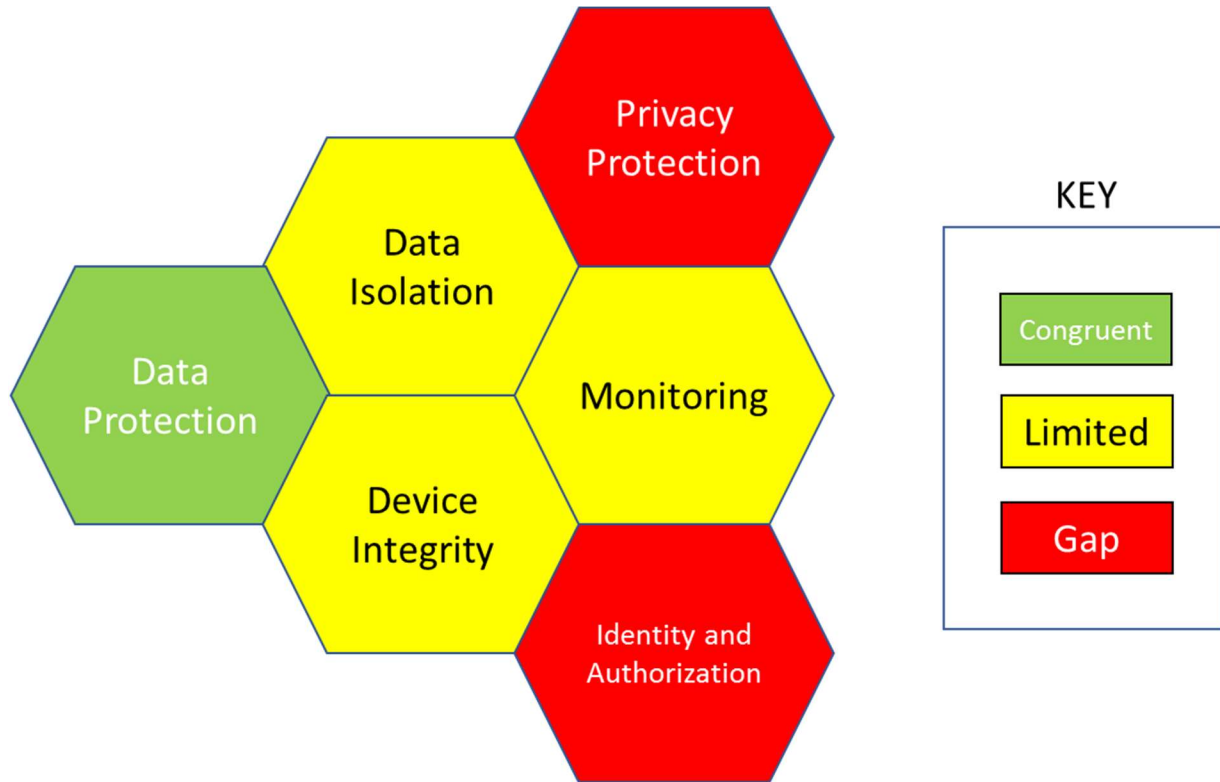 Privacy
Protection
Data
Isolation
Data
Protection
Monitoring
Device
Integrity
Identity and
Authorization
KEY
Congruent
Limited
Gap